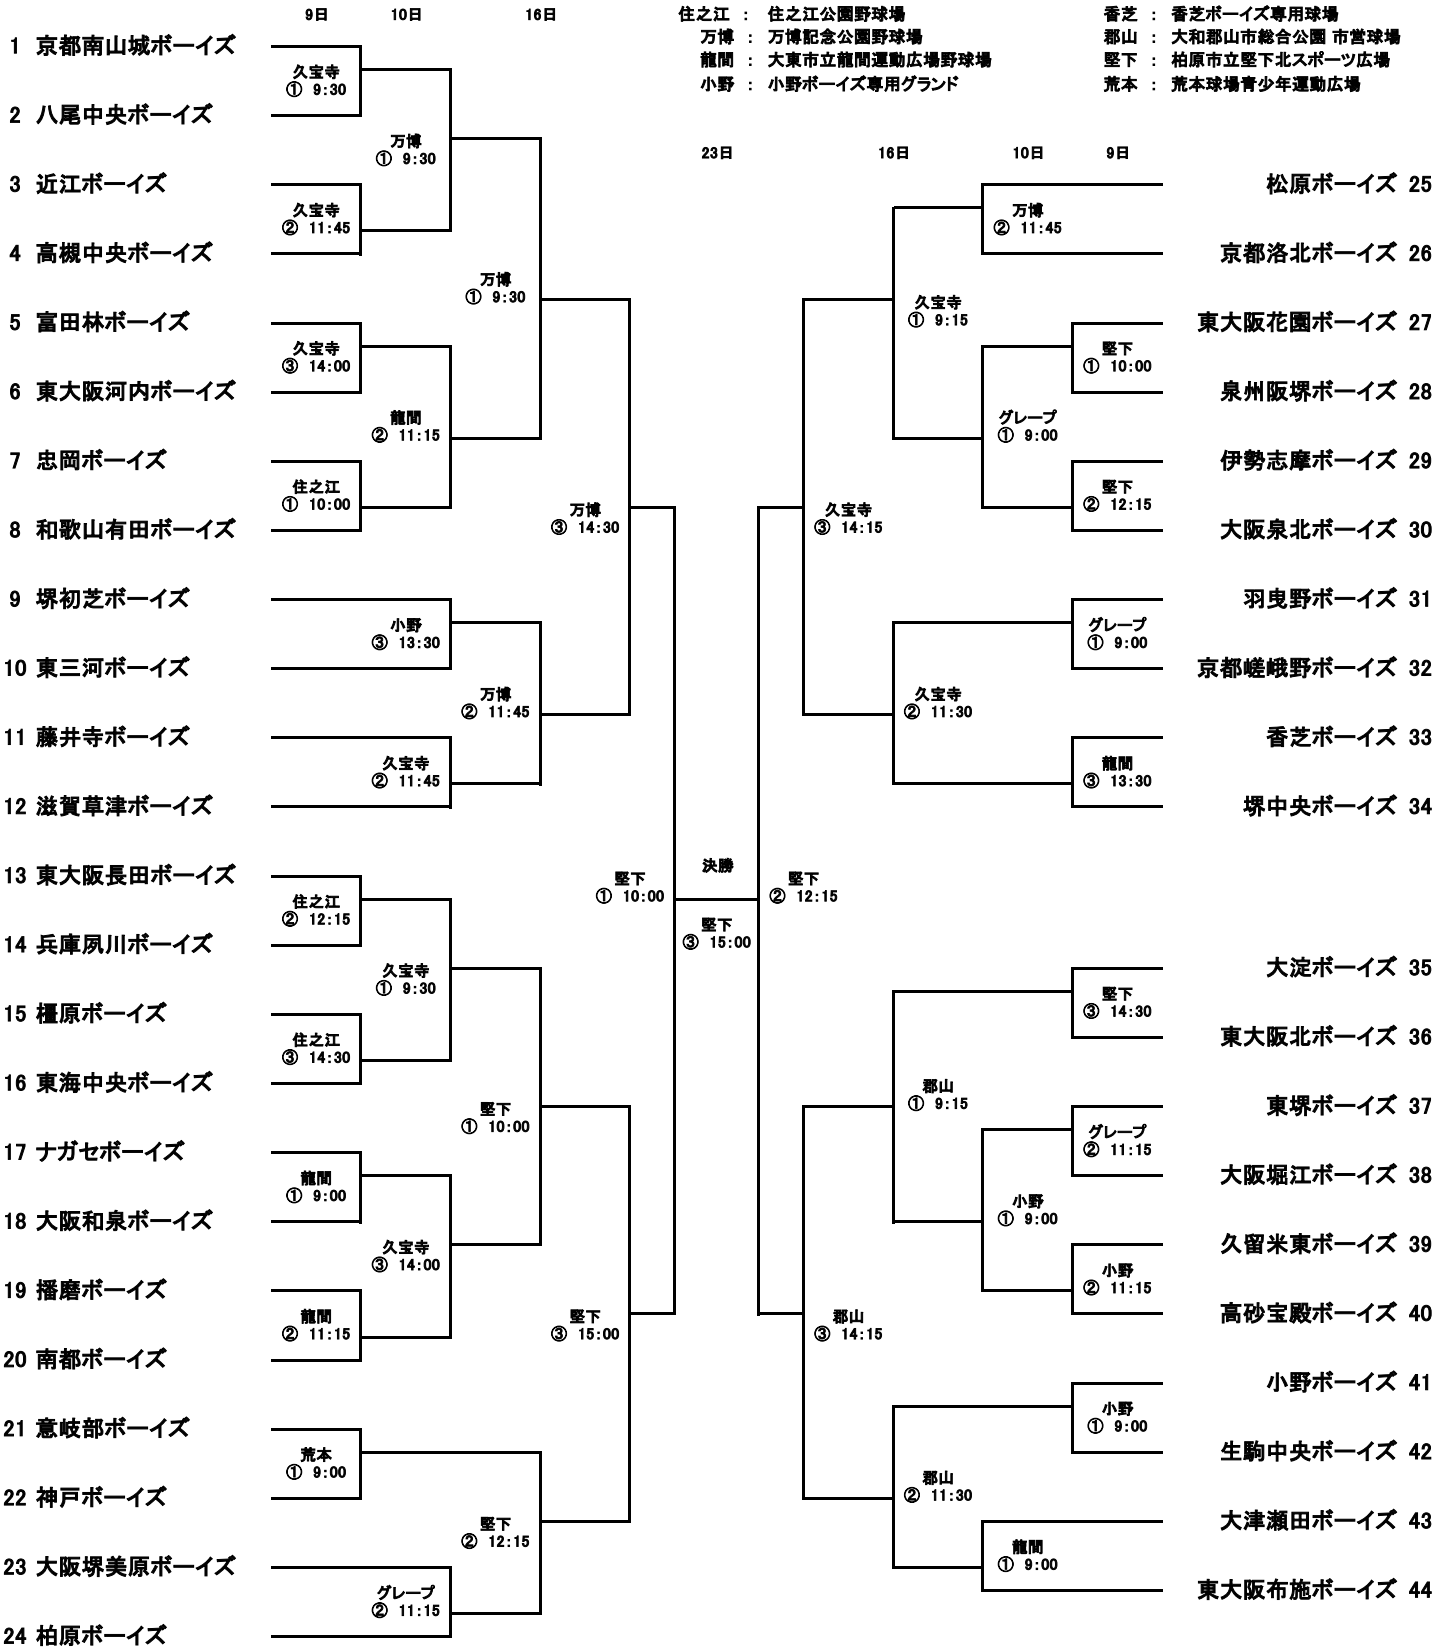 9日 10日 16日
住之江 ： 住之江公園野球場
万博 ： 万博記念公園野球場
龍間 ： 大東市立龍間運動広場野球場
小野 ： 小野ボーイズ専用グランド
香芝 ： 香芝ボーイズ専用球場
郡山 ： 大和郡山市総合公園 市営球場
堅下 ： 柏原市立堅下北スポーツ広場
荒本 ： 荒本球場青少年運動広場
1 京都南山城ボーイズ
久宝寺
① 9:30
2 八尾中央ボーイズ
万博
① 9:30
3 近江ボーイズ
久宝寺
② 11:45
4 高槻中央ボーイズ
万博
① 9:30
5 富田林ボーイズ
久宝寺
③ 14:00
6 東大阪河内ボーイズ
龍間
② 11:15
7 忠岡ボーイズ
住之江
① 10:00
8 和歌山有田ボーイズ
万博
③ 14:30
9 堺初芝ボーイズ
小野
③ 13:30
10 東三河ボーイズ
万博
② 11:45
11 藤井寺ボーイズ
久宝寺
② 11:45
12 滋賀草津ボーイズ
13 東大阪長田ボーイズ
住之江
② 12:15
14 兵庫夙川ボーイズ
久宝寺
① 9:30
15 橿原ボーイズ
住之江
③ 14:30
16 東海中央ボーイズ
堅下
① 10:00
17 ナガセボーイズ
龍間
① 9:00
18 大阪和泉ボーイズ
久宝寺
③ 14:00
19 播磨ボーイズ
龍間
② 11:15
20 南都ボーイズ
堅下
③ 15:00
21 意岐部ボーイズ
荒本
① 9:00
22 神戸ボーイズ
堅下
② 12:15
23 大阪堺美原ボーイズ
グレープ
② 11:15
24 柏原ボーイズ
堅下
① 10:00
決勝
堅下
③ 15:00
堅下
② 12:15
23日 16日 10日 9日
松原ボーイズ 25
万博
② 11:45
京都洛北ボーイズ 26
久宝寺
① 9:15
東大阪花園ボーイズ 27
堅下
① 10:00
泉州阪堺ボーイズ 28
グレープ
① 9:00
伊勢志摩ボーイズ 29
堅下
② 12:15
大阪泉北ボーイズ 30
久宝寺
③ 14:15
羽曳野ボーイズ 31
グレープ
① 9:00
京都嵯峨野ボーイズ 32
久宝寺
② 11:30
香芝ボーイズ 33
龍間
③ 13:30
堺中央ボーイズ 34
大淀ボーイズ 35
堅下
③ 14:30
東大阪北ボーイズ 36
郡山
① 9:15
東堺ボーイズ 37
グレープ
② 11:15
大阪堀江ボーイズ 38
小野
① 9:00
久留米東ボーイズ 39
小野
② 11:15
高砂宝殿ボーイズ 40
郡山
③ 14:15
小野ボーイズ 41
小野
① 9:00
生駒中央ボーイズ 42
郡山
② 11:30
大津瀬田ボーイズ 43
龍間
① 9:00
東大阪布施ボーイズ 44